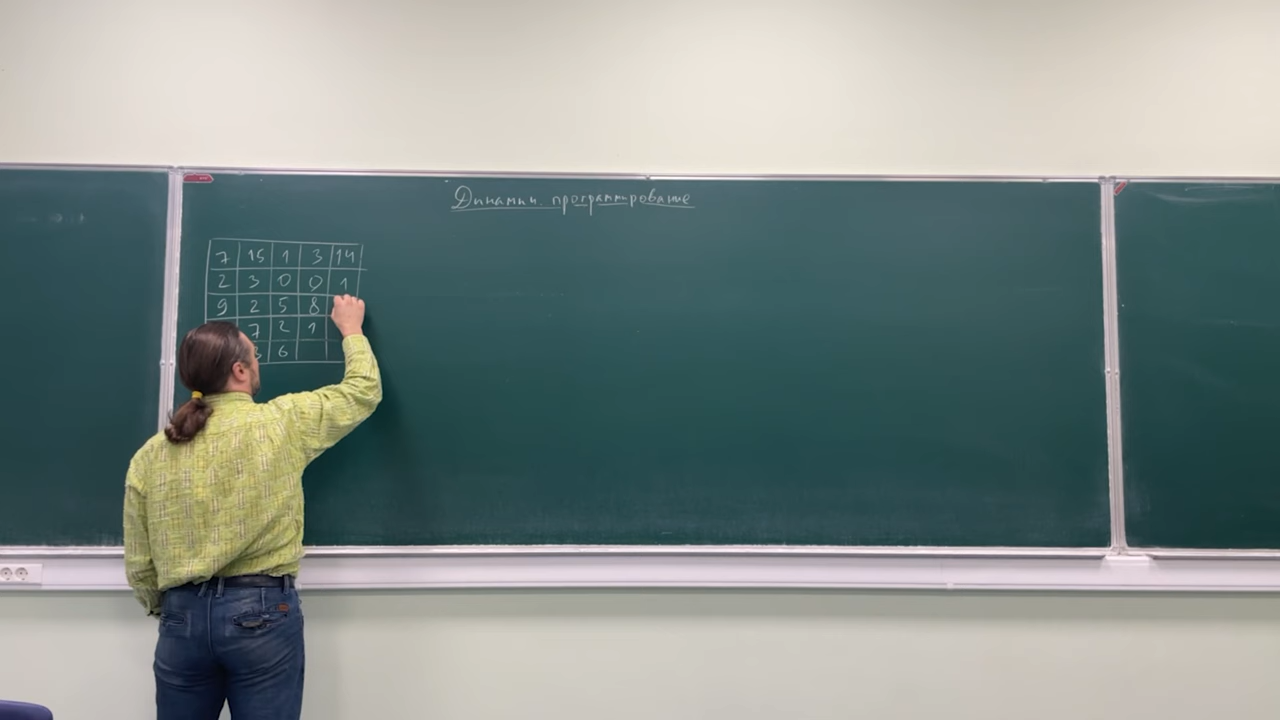 Динамич. программирование
7 15 1 3 14
2 3 0 0 1
9 2 5 8
7 2 1
6